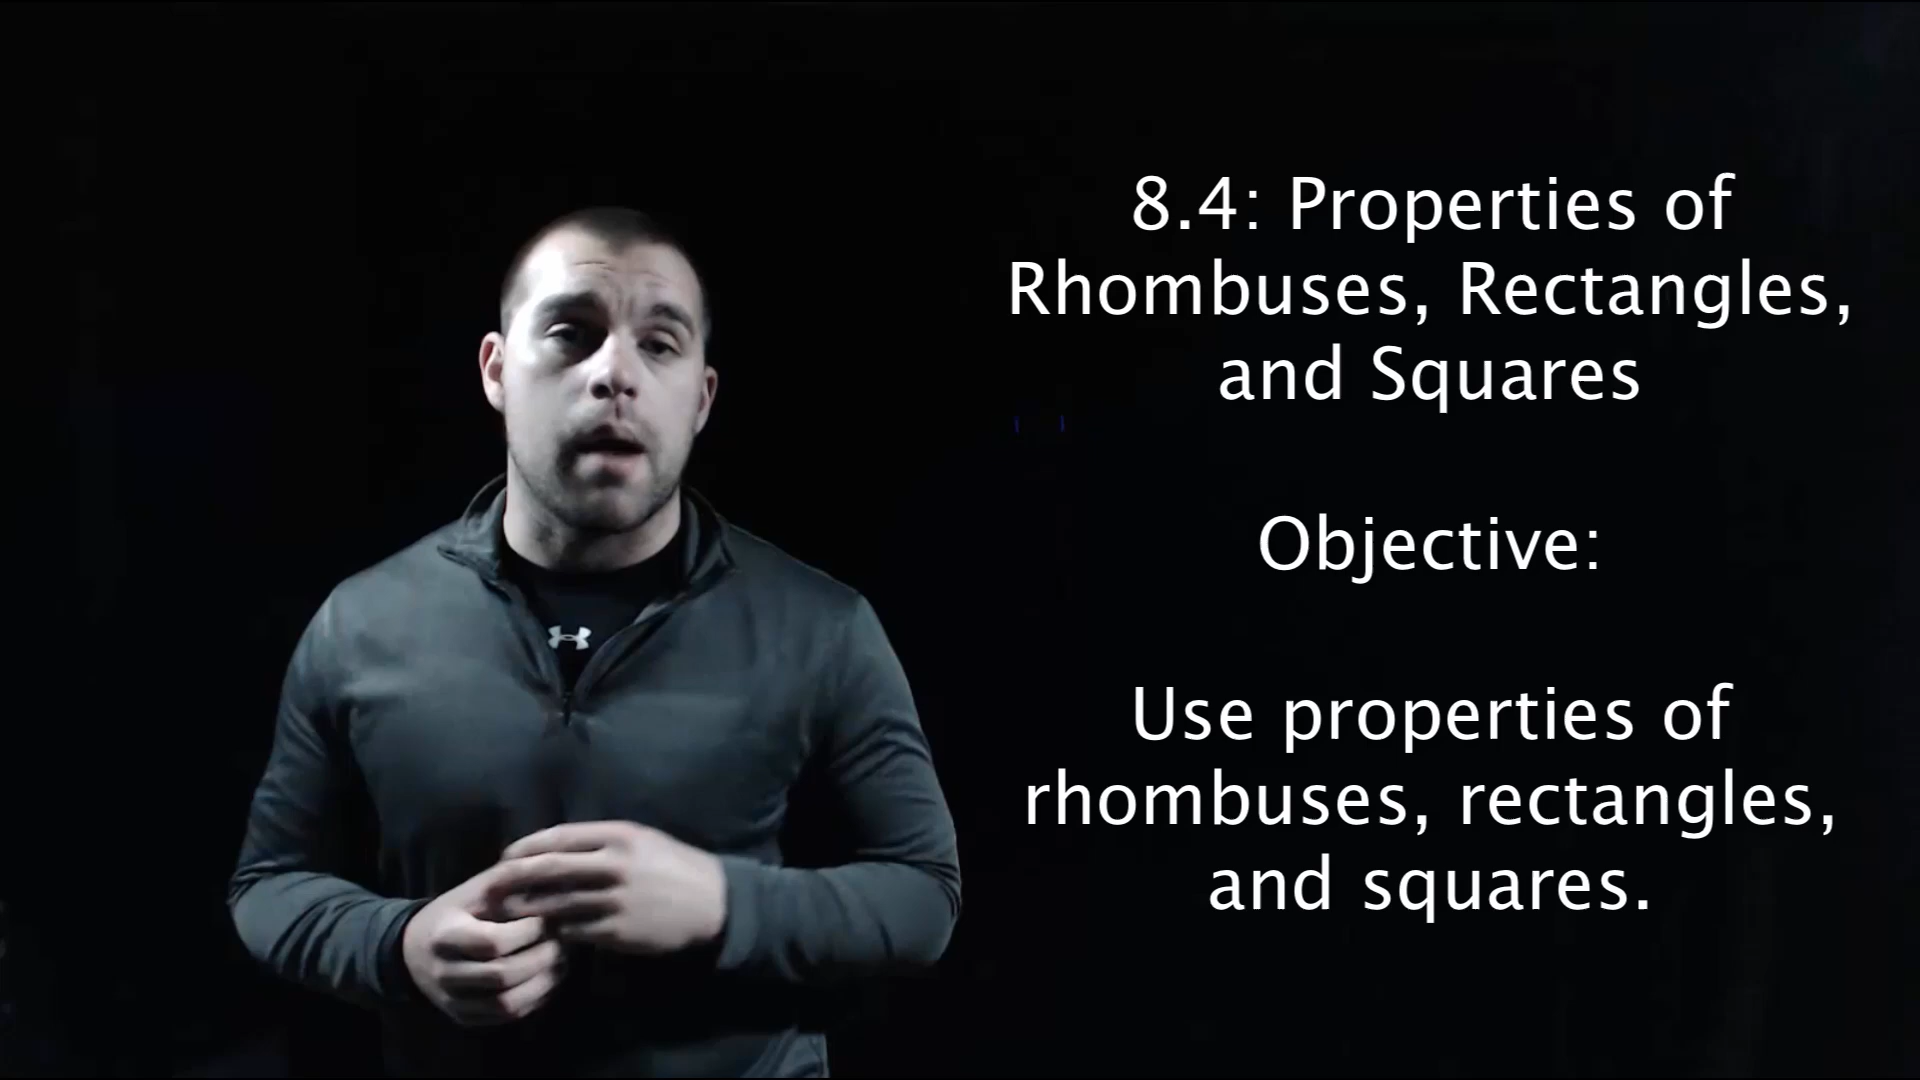 8.4: Properties of
Rhombuses, Rectangles,
and Squares
Objective:
Use properties of
rhombuses, rectangles,
and squares.